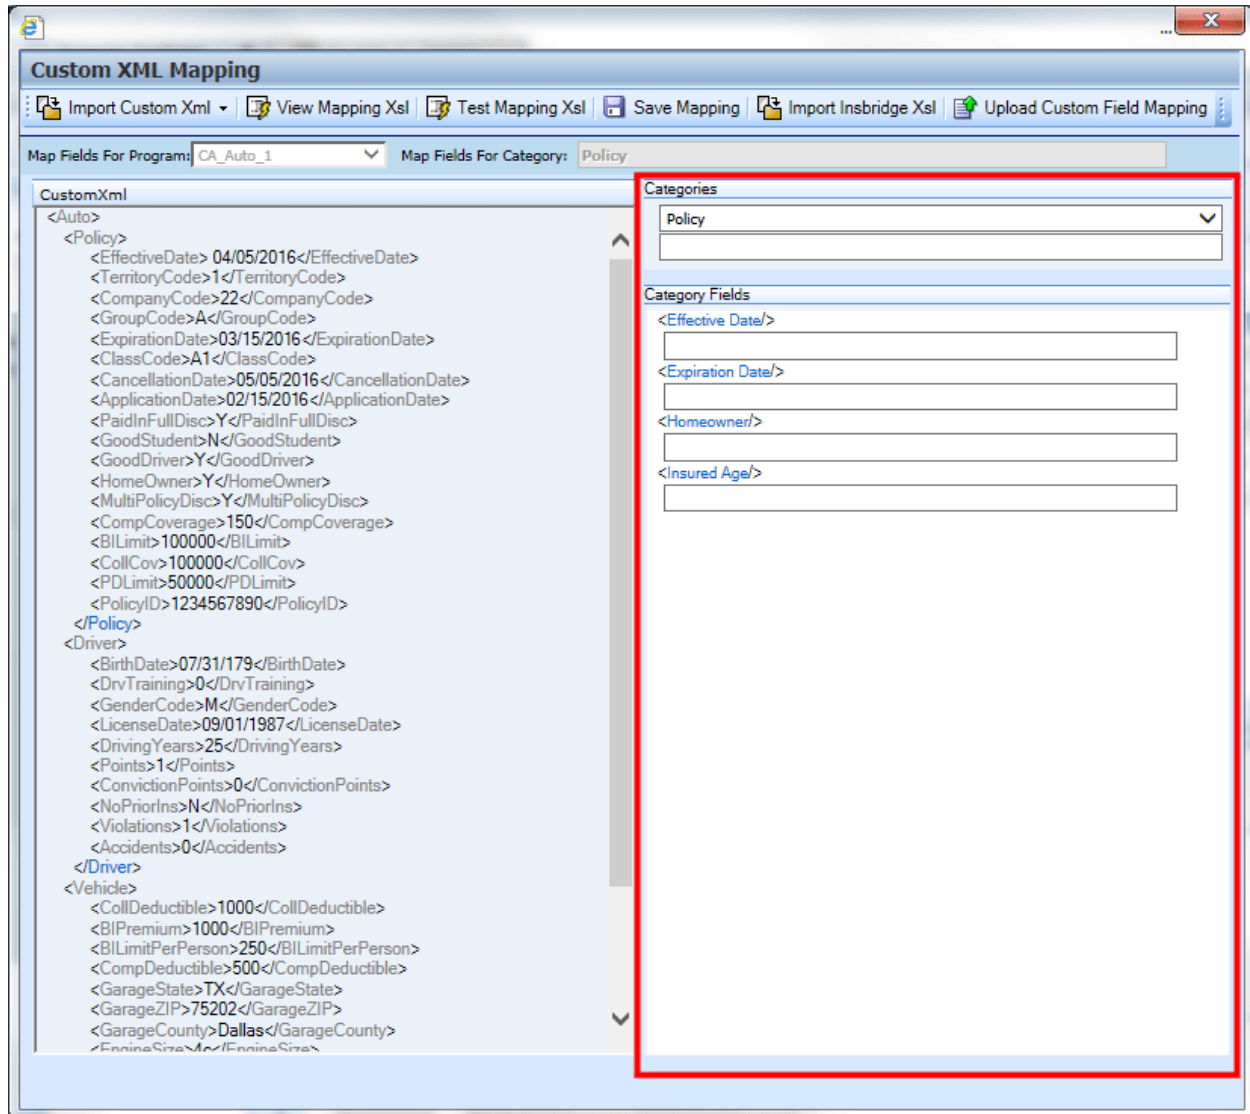 ...
Custom XML Mapping
Import Custom Xml View Mapping Xsl Test Mapping Xsl Save Mapping Import Insbridge Xsl Upload Custom Field Mapping
Map Fields For Program: CA_Auto_1 Map Fields For Category: Policy
CustomXml
<Auto>
<Policy>
<EffectiveDate> 04/05/2016</EffectiveDate>
<TerritoryCode>1</TerritoryCode>
<CompanyCode>22</CompanyCode>
<GroupCode>A</GroupCode>
<ExpirationDate>03/15/2016</ExpirationDate>
<ClassCode>A1</ClassCode>
<CancellationDate>05/05/2016</CancellationDate>
<ApplicationDate>02/15/2016</ApplicationDate>
<PaidInFullDisc>Y</PaidInFullDisc>
<GoodStudent>N</GoodStudent>
<GoodDriver>Y</GoodDriver>
<HomeOwner>Y</HomeOwner>
<MultiPolicyDisc>Y</MultiPolicyDisc>
<CompCoverage>150</CompCoverage>
<BILimit>100000</BILimit>
<CollCov>100000</CollCov>
<PDLimit>50000</PDLimit>
<PolicyID>1234567890</PolicyID>
</Policy>
<Driver>
<BirthDate>07/31/179</BirthDate>
<DrvTraining>0</DrvTraining>
<GenderCode>M</GenderCode>
<LicenseDate>09/01/1987</LicenseDate>
<DrivingYears>25</DrivingYears>
<Points>1</Points>
<ConvictionPoints>0</ConvictionPoints>
<NoPriorIns>N</NoPriorIns>
<Violations>1</Violations>
<Accidents>0</Accidents>
</Driver>
<Vehicle>
<CollDeductible>1000</CollDeductible>
<BIPremium>1000</BIPremium>
<BILimitPerPerson>250</BILimitPerPerson>
<CompDeductible>500</CompDeductible>
<GarageState>TX</GarageState>
<GarageZIP>75202</GarageZIP>
<GarageCounty>Dallas</GarageCounty>
<EngineSize>4c</EngineSize>
Categories
Policy
Category Fields
<Effective Date/>
<Expiration Date/>
<Homeowner/>
<Insured Age/>